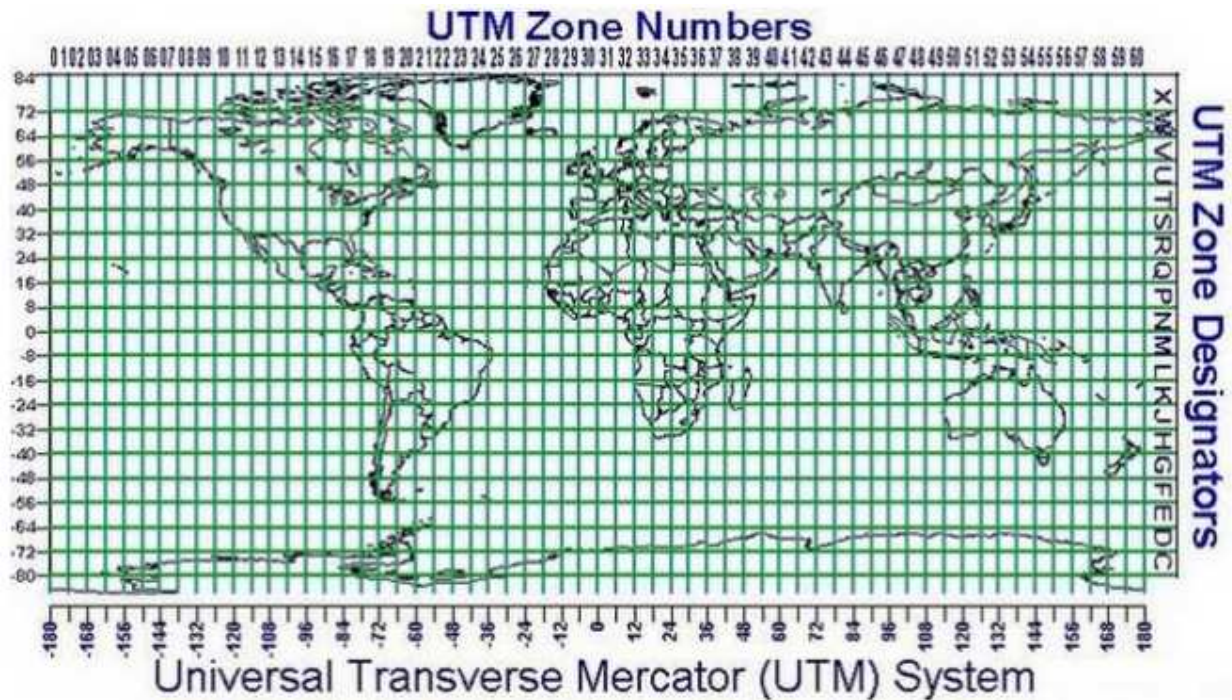 UTM Zone Numbers
01 02 03 04 05 06 07 08 09 10 11 12 13 14 15 16 17 18 19 20 21 22 23 24 25 26 27 28 29 30 31 32 33 34 35 36 37 38 39 40 41 42 43 44 45 46 47 48 49 50 51 52 53 54 55 56 57 58 59 60
84
72
64
56
48
40
32
24
16
8
0
-8
-16
-24
-32
-40
-48
-56
-64
-72
-80
X
W
V
U
T
S
R
Q
P
N
M
L
K
J
H
G
F
E
D
C
UTM Zone Designators
-180 -168 -156 -144 -132 -120 -108 -96 -84 -72 -60 -48 -36 -24 -12 0 12 24 36 48 60 72 84 96 108 120 132 144 156 168 180
Universal Transverse Mercator (UTM) System